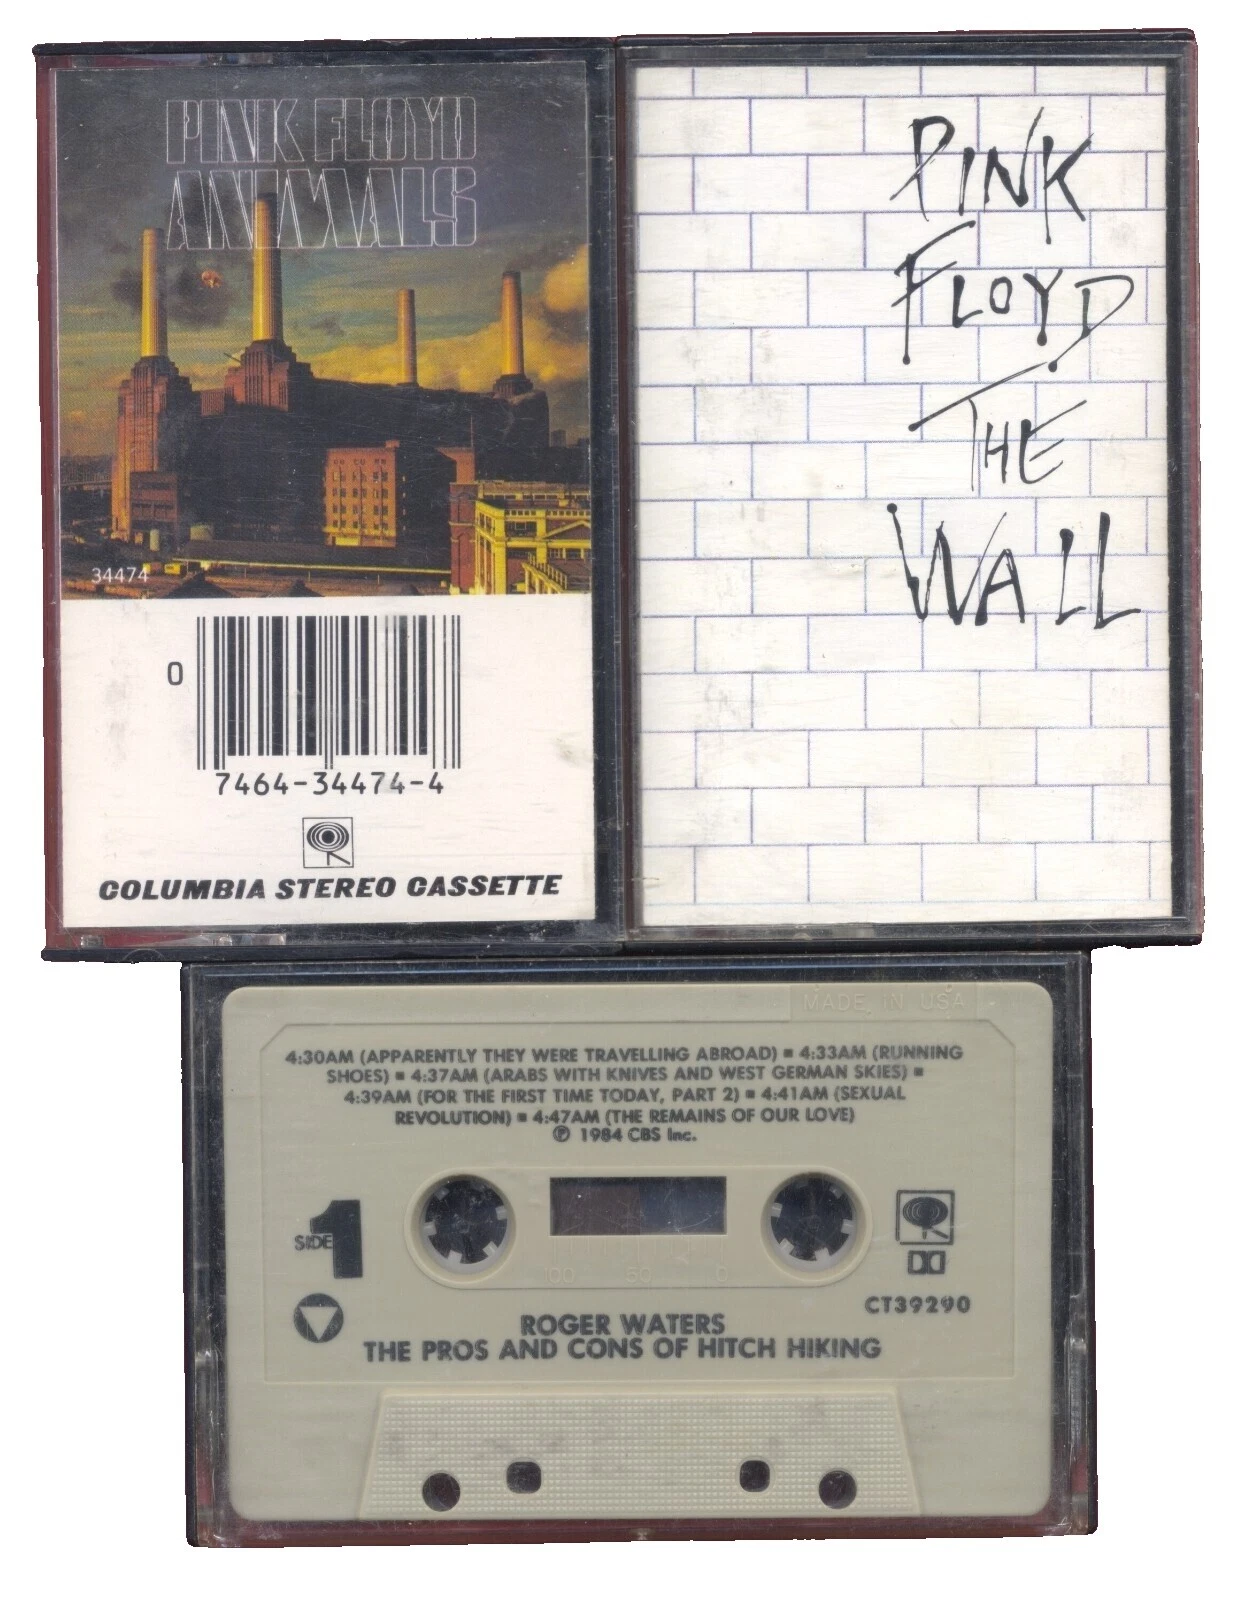 PINK FLOYD
ANIMALS
34474
0
7464-34474-4
COLUMBIA STEREO CASSETTE
PINK
FLOYD
THE
WALL
MADE IN USA
4:30AM (APPARENTLY THEY WERE TRAVELLING ABROAD) ▪ 4:33AM (RUNNING
SHOES) ▪ 4:37AM (ARABS WITH KNIVES AND WEST GERMAN SKIES) ▪
4:39AM (FOR THE FIRST TIME TODAY, PART 2) ▪ 4:41AM (SEXUAL
REVOLUTION) ▪ 4:47AM (THE REMAINS OF OUR LOVE)
℗ 1984 CBS Inc.
SIDE 1
100 50 0
CT39290
ROGER WATERS
THE PROS AND CONS OF HITCH HIKING